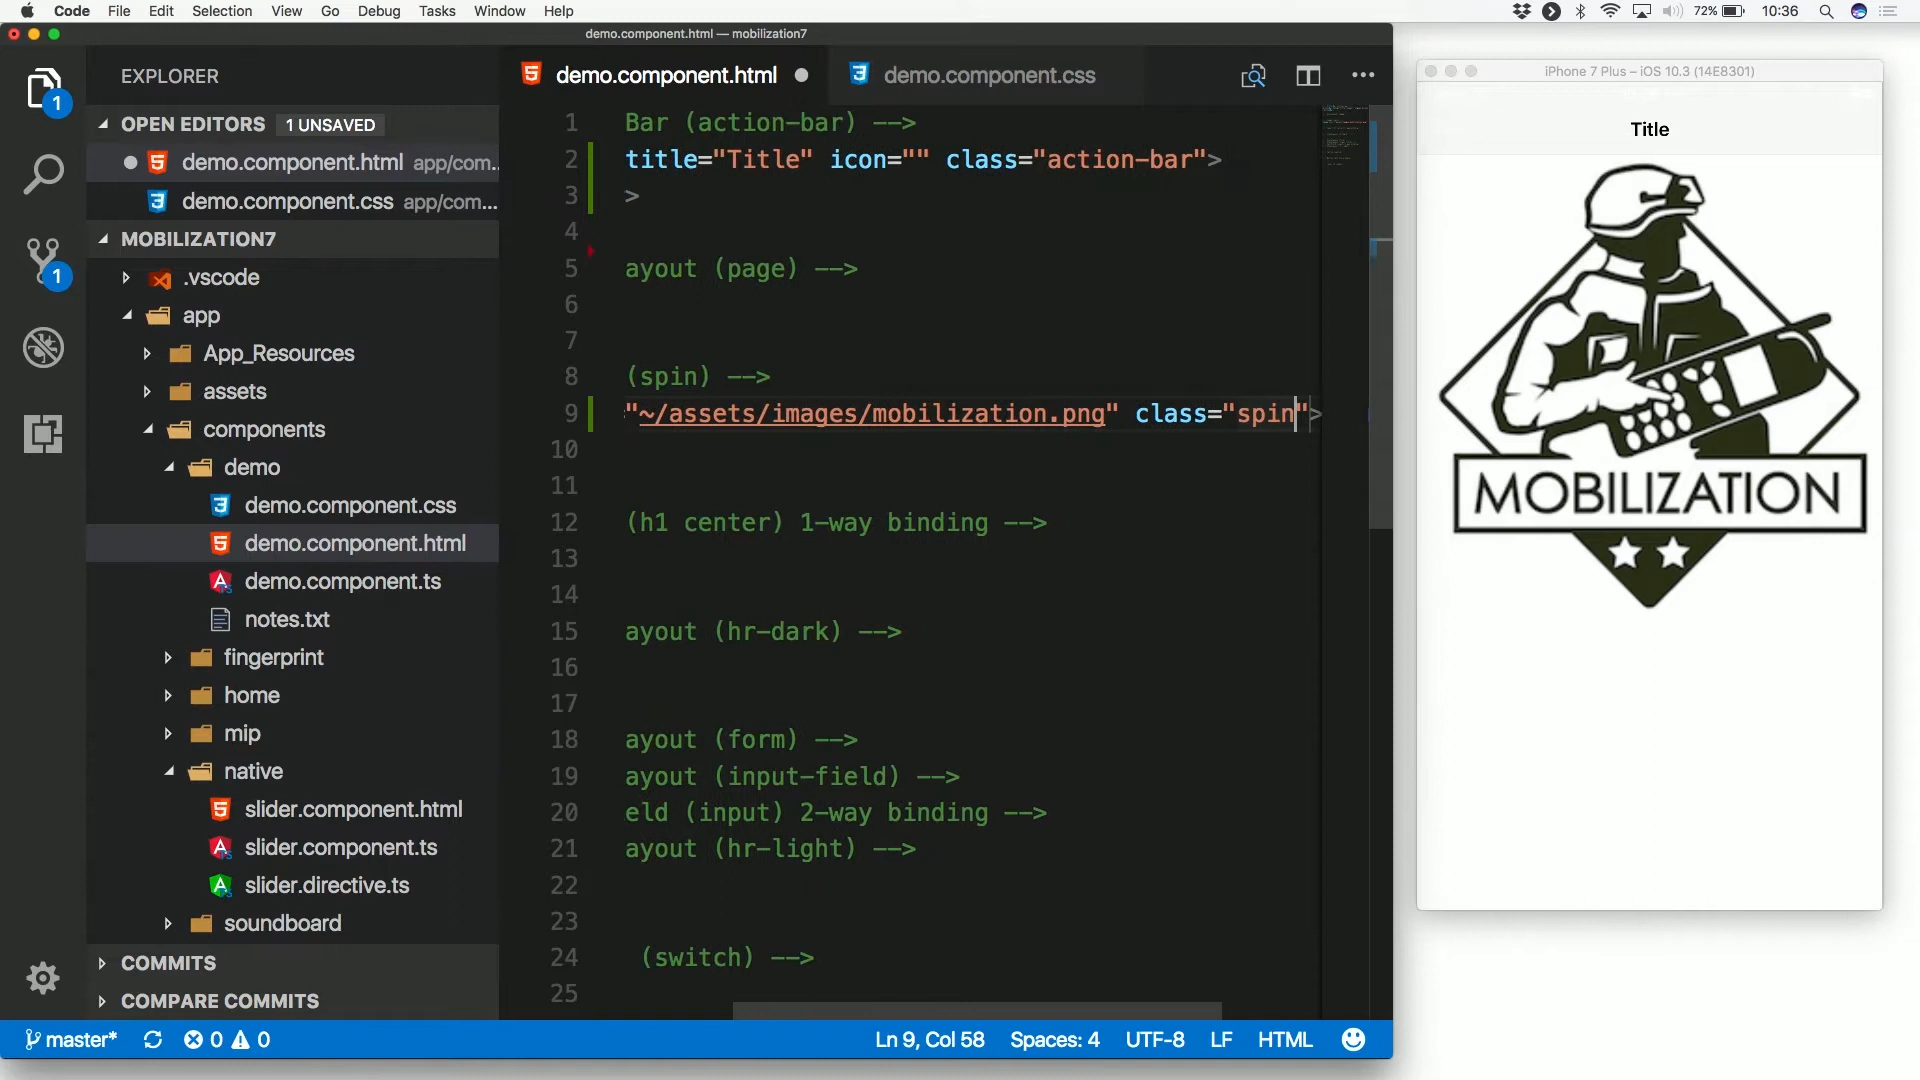 Code File Edit Selection View Go Debug Tasks Window Help
72% 10:36
demo.component.html — mobilization7
EXPLORER
OPEN EDITORS 1 UNSAVED
demo.component.html app/com...
demo.component.css app/com...
MOBILIZATION7
.vscode
app
App_Resources
assets
components
demo
demo.component.css
demo.component.html
demo.component.ts
notes.txt
fingerprint
home
mip
native
slider.component.html
slider.component.ts
slider.directive.ts
soundboard
COMMITS
COMPARE COMMITS
1
1
demo.component.html
demo.component.css
1 Bar (action-bar) -->
2 title="Title" icon="" class="action-bar">
3 >
4
5 ayout (page) -->
6
7
8 (spin) -->
9 "~/assets/images/mobilization.png" class="spin">
10
11
12 (h1 center) 1-way binding -->
13
14
15 ayout (hr-dark) -->
16
17
18 ayout (form) -->
19 ayout (input-field) -->
20 eld (input) 2-way binding -->
21 ayout (hr-light) -->
22
23
24 (switch) -->
25
master* 0 0 Ln 9, Col 58 Spaces: 4 UTF-8 LF HTML
iPhone 7 Plus – iOS 10.3 (14E8301)
Title
MOBILIZATION